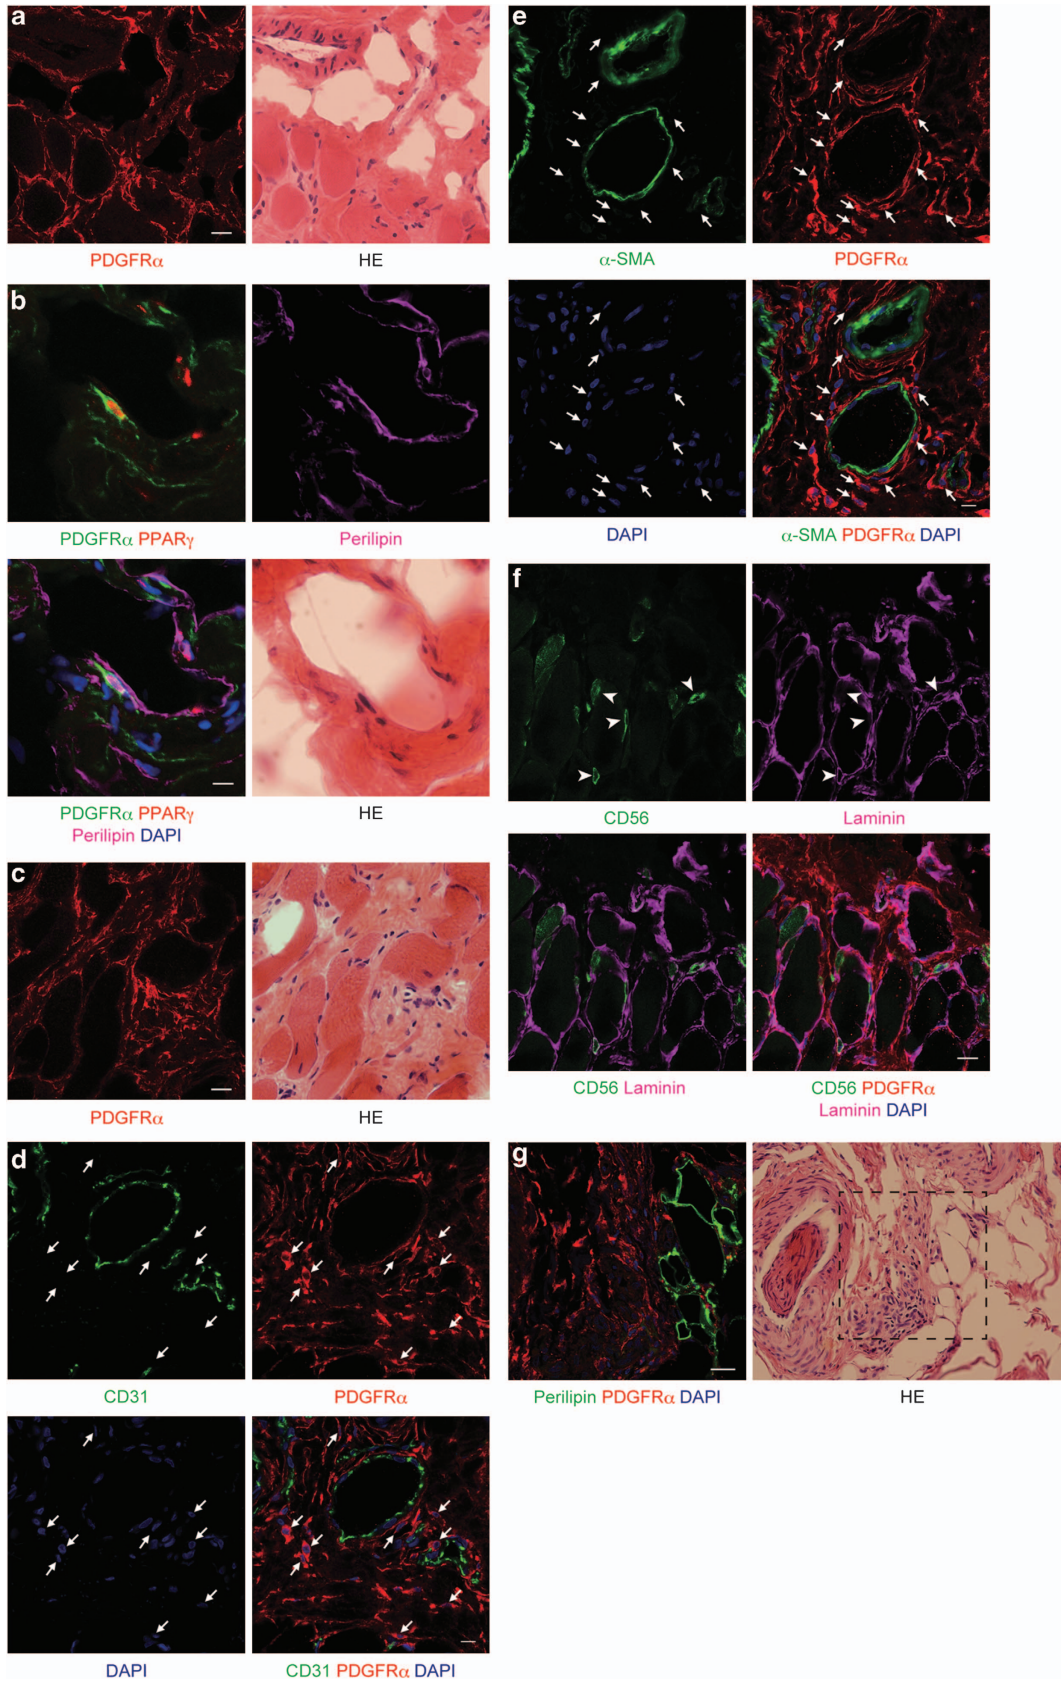 a
PDGFRα
HE
b
PDGFRα PPARγ
Perilipin
PDGFRα PPARγ
Perilipin DAPI
HE
c
PDGFRα
HE
d
CD31
PDGFRα
DAPI
CD31 PDGFRα DAPI
e
α-SMA
PDGFRα
DAPI
α-SMA PDGFRα DAPI
f
CD56
Laminin
CD56 Laminin
CD56 PDGFRα
Laminin DAPI
g
Perilipin PDGFRα DAPI
HE